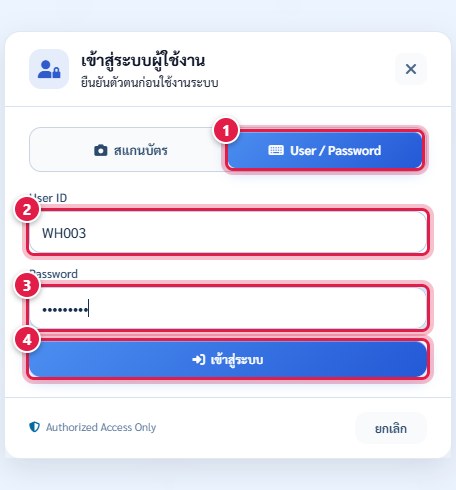 เข้าสู่ระบบผู้ใช้งาน
ยืนยันตัวตนก่อนใช้งานระบบ
1
สแกนบัตร
User / Password
User ID
2
WH003
Password
3
•••••••••
4
เข้าสู่ระบบ
Authorized Access Only
ยกเลิก